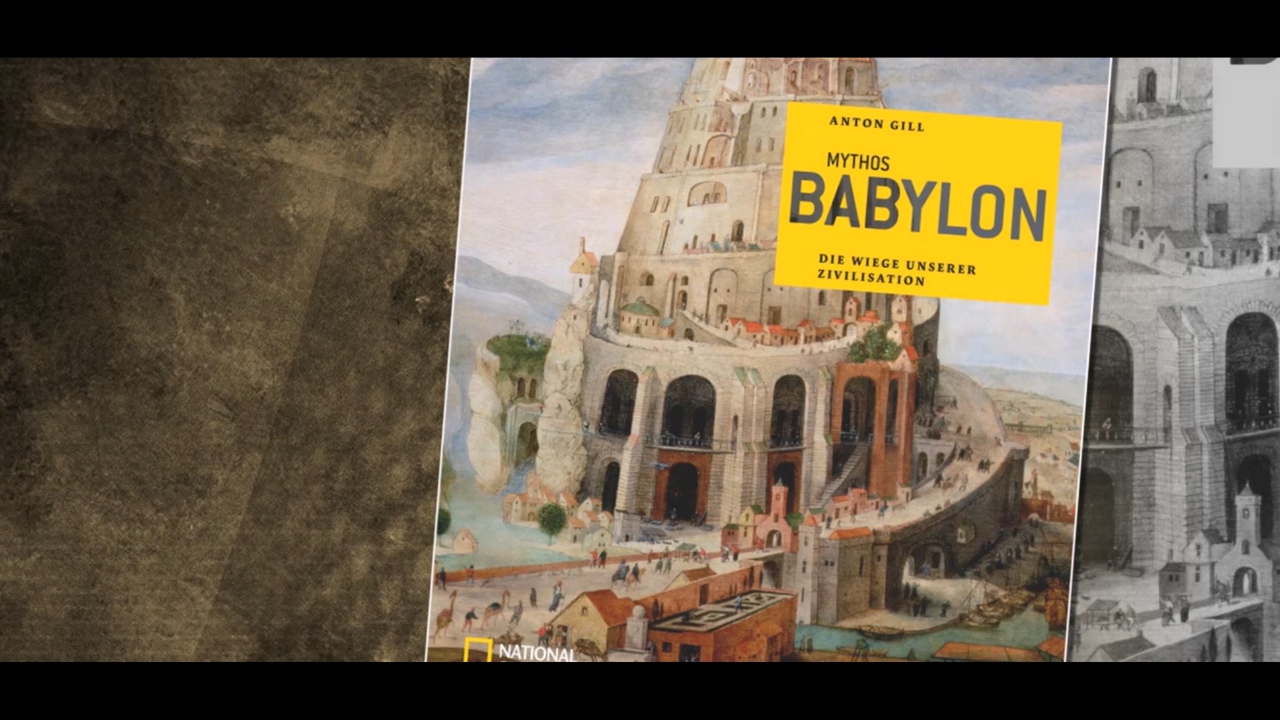 ANTON GILL
MYTHOS
BABYLON
DIE WIEGE UNSERER
ZIVILISATION
NATIONAL